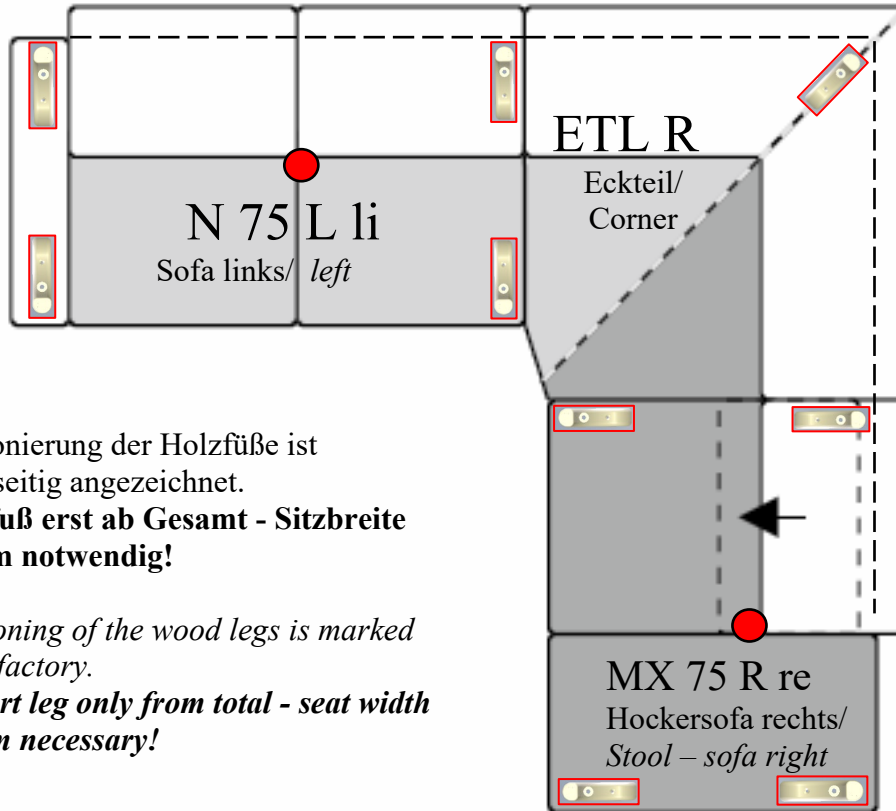 ETL R
Eckteil/
Corner
N 75 L li
Sofa links/ left
onierung der Holzfüße ist
seitig angezeichnet.
uß erst ab Gesamt - Sitzbreite
m notwendig!
oning of the wood legs is marked
factory.
rt leg only from total - seat width
m necessary!
MX 75 R re
Hockersofa rechts/
Stool – sofa right